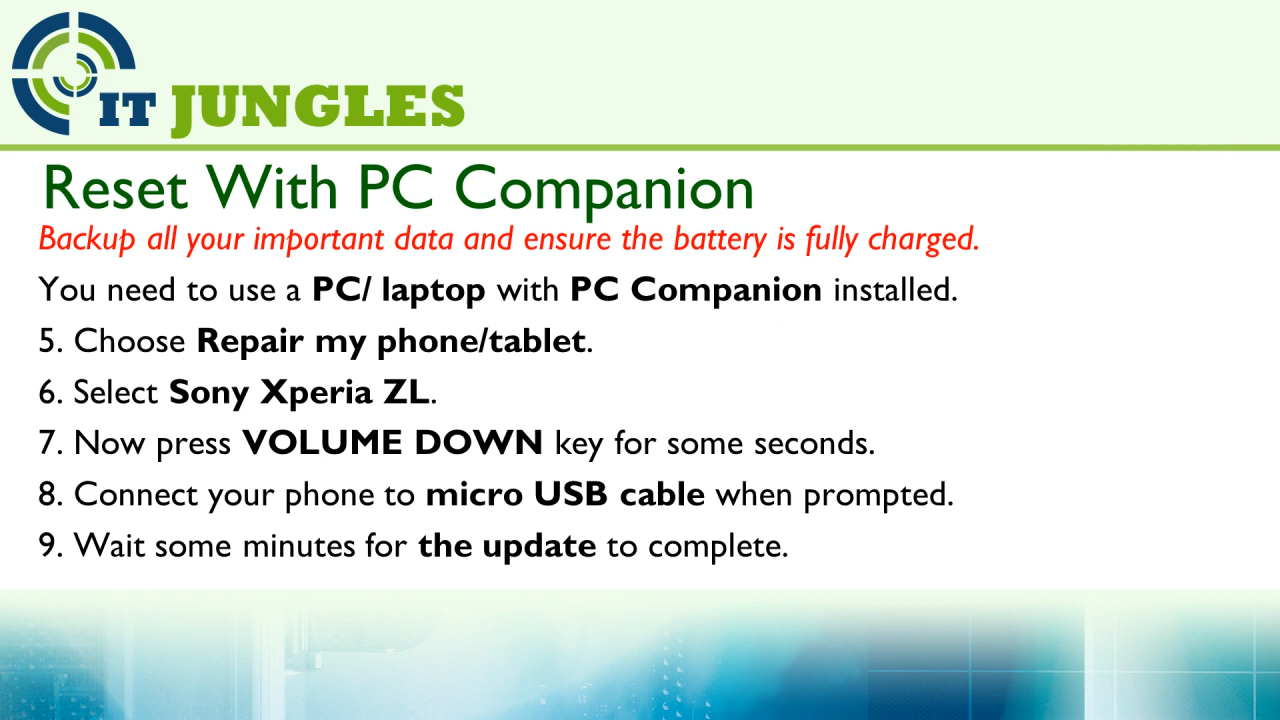 IT JUNGLES
Reset With PC Companion
Backup all your important data and ensure the battery is fully charged.
You need to use a PC/ laptop with PC Companion installed.
5. Choose Repair my phone/tablet.
6. Select Sony Xperia ZL.
7. Now press VOLUME DOWN key for some seconds.
8. Connect your phone to micro USB cable when prompted.
9. Wait some minutes for the update to complete.